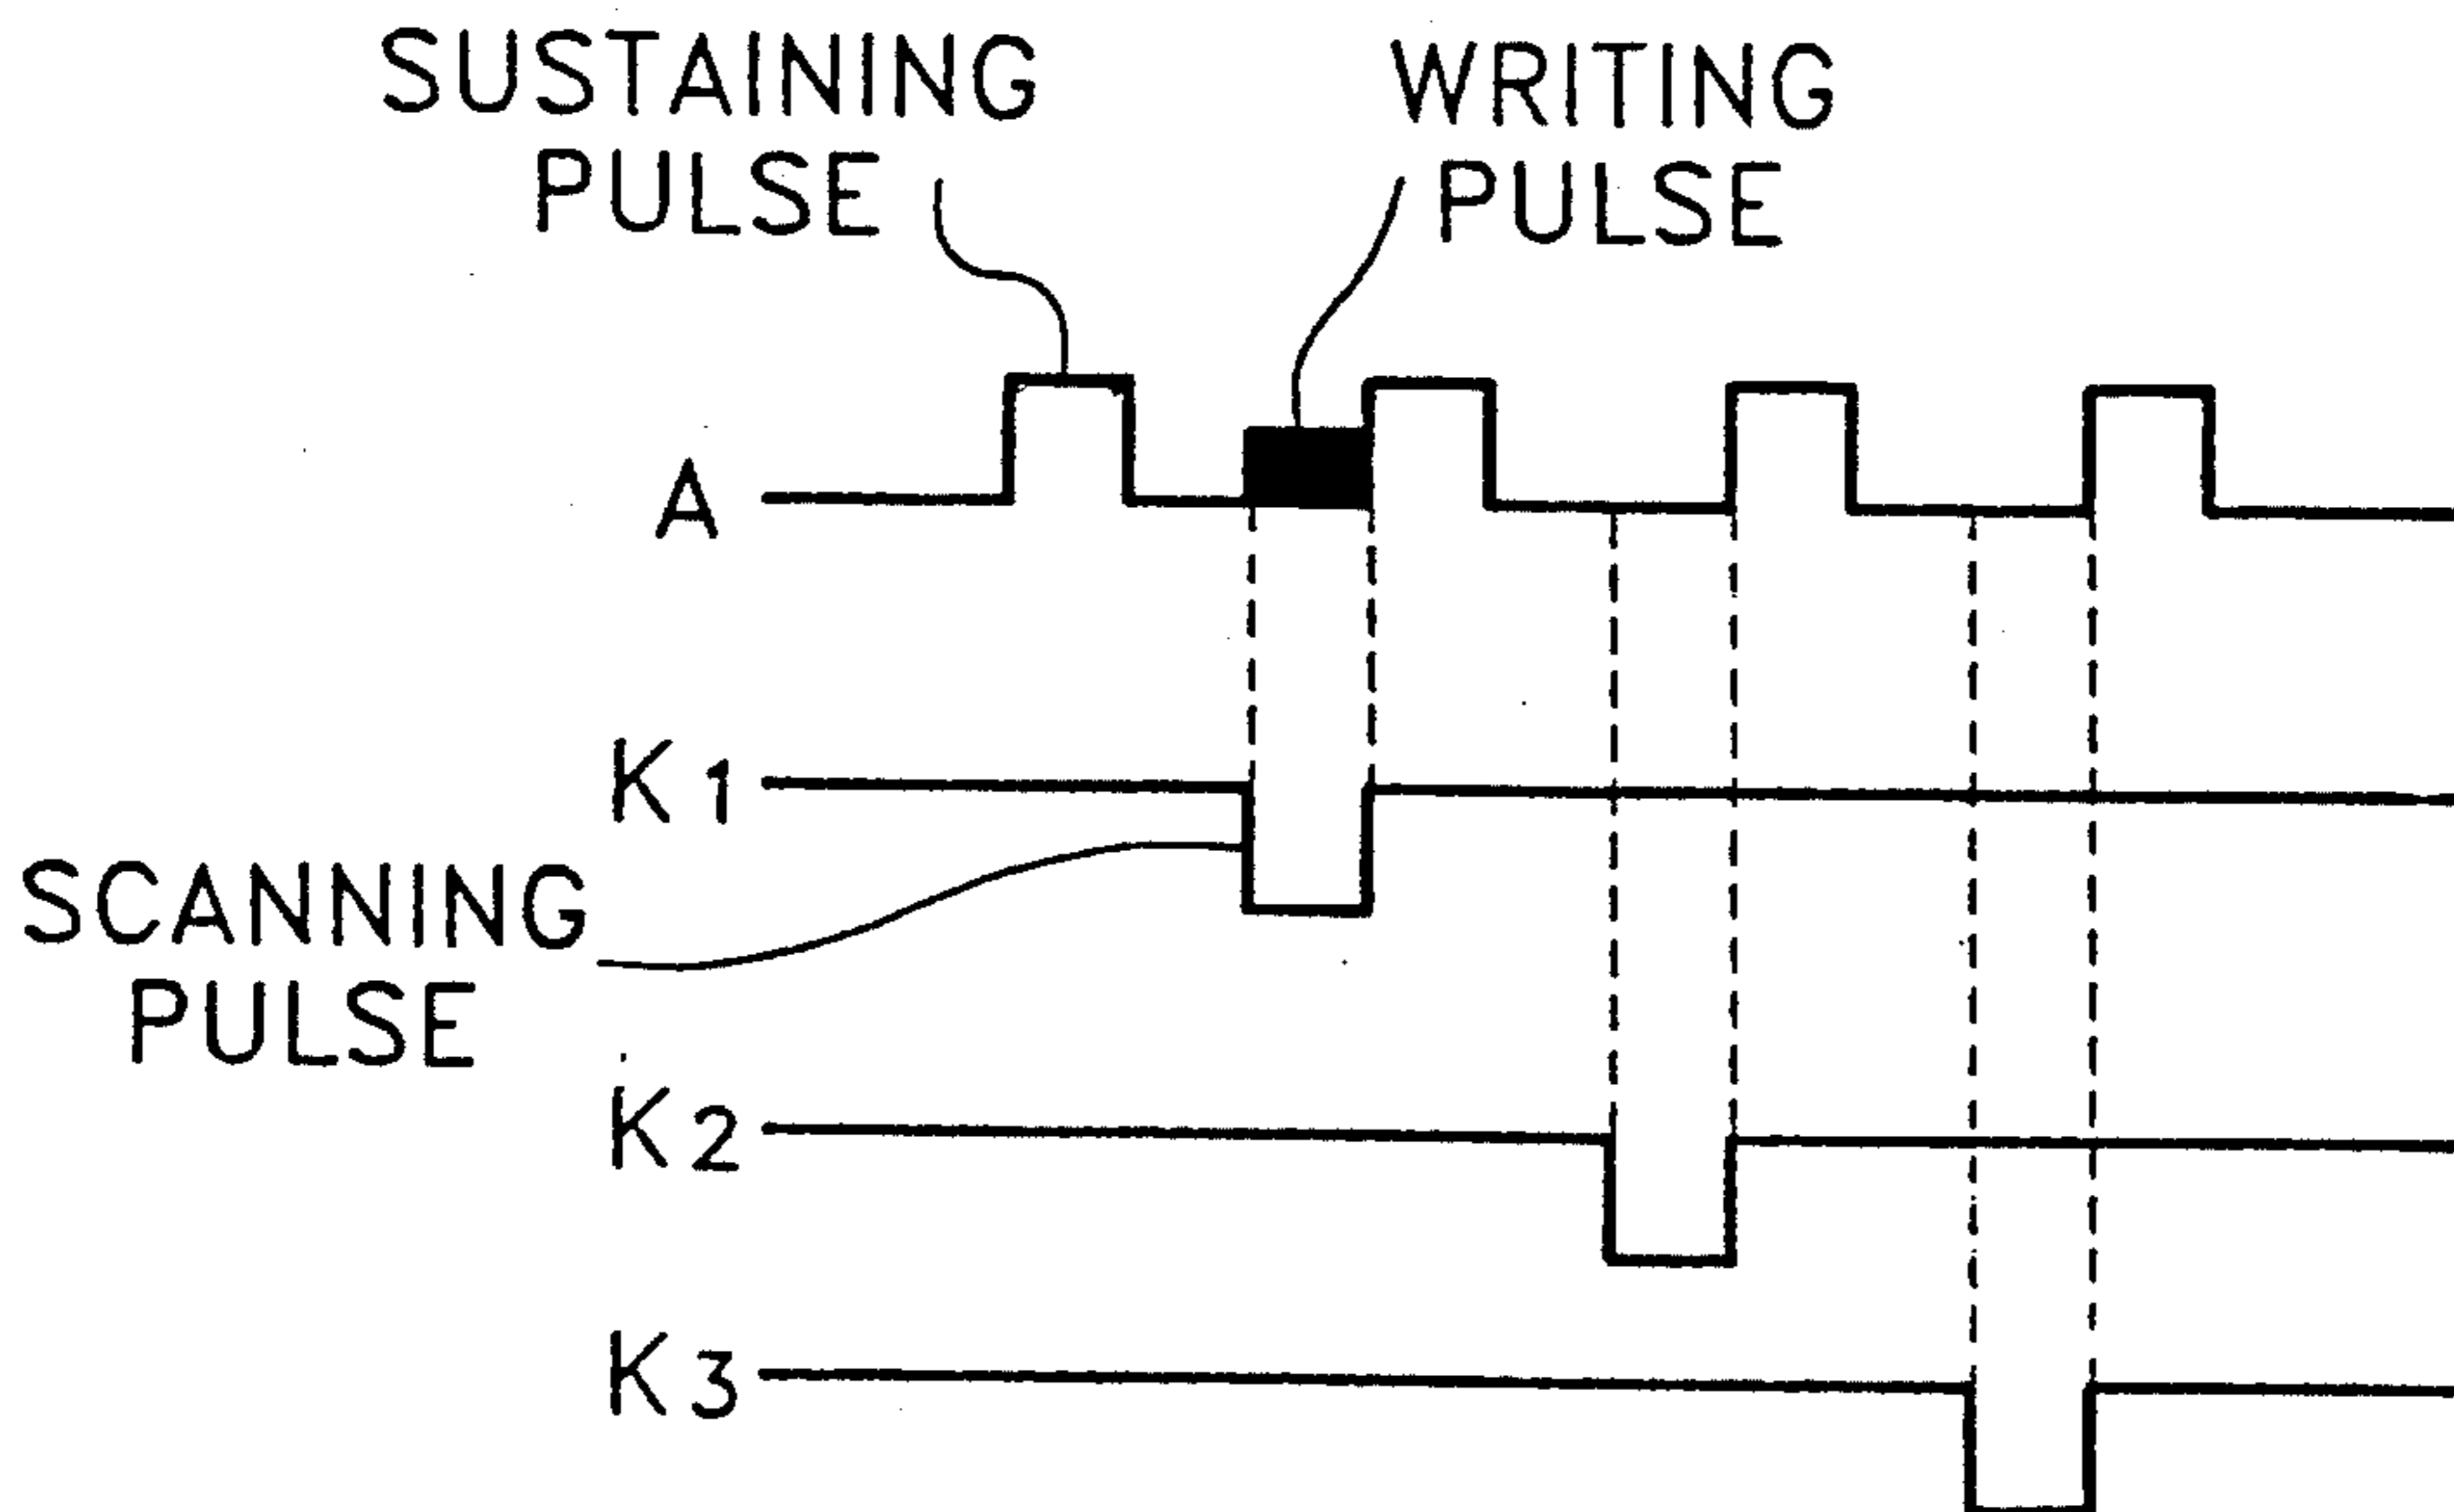 SUSTAINING
PULSE
WRITING
PULSE
A
K1
SCANNING
PULSE
K2
K3